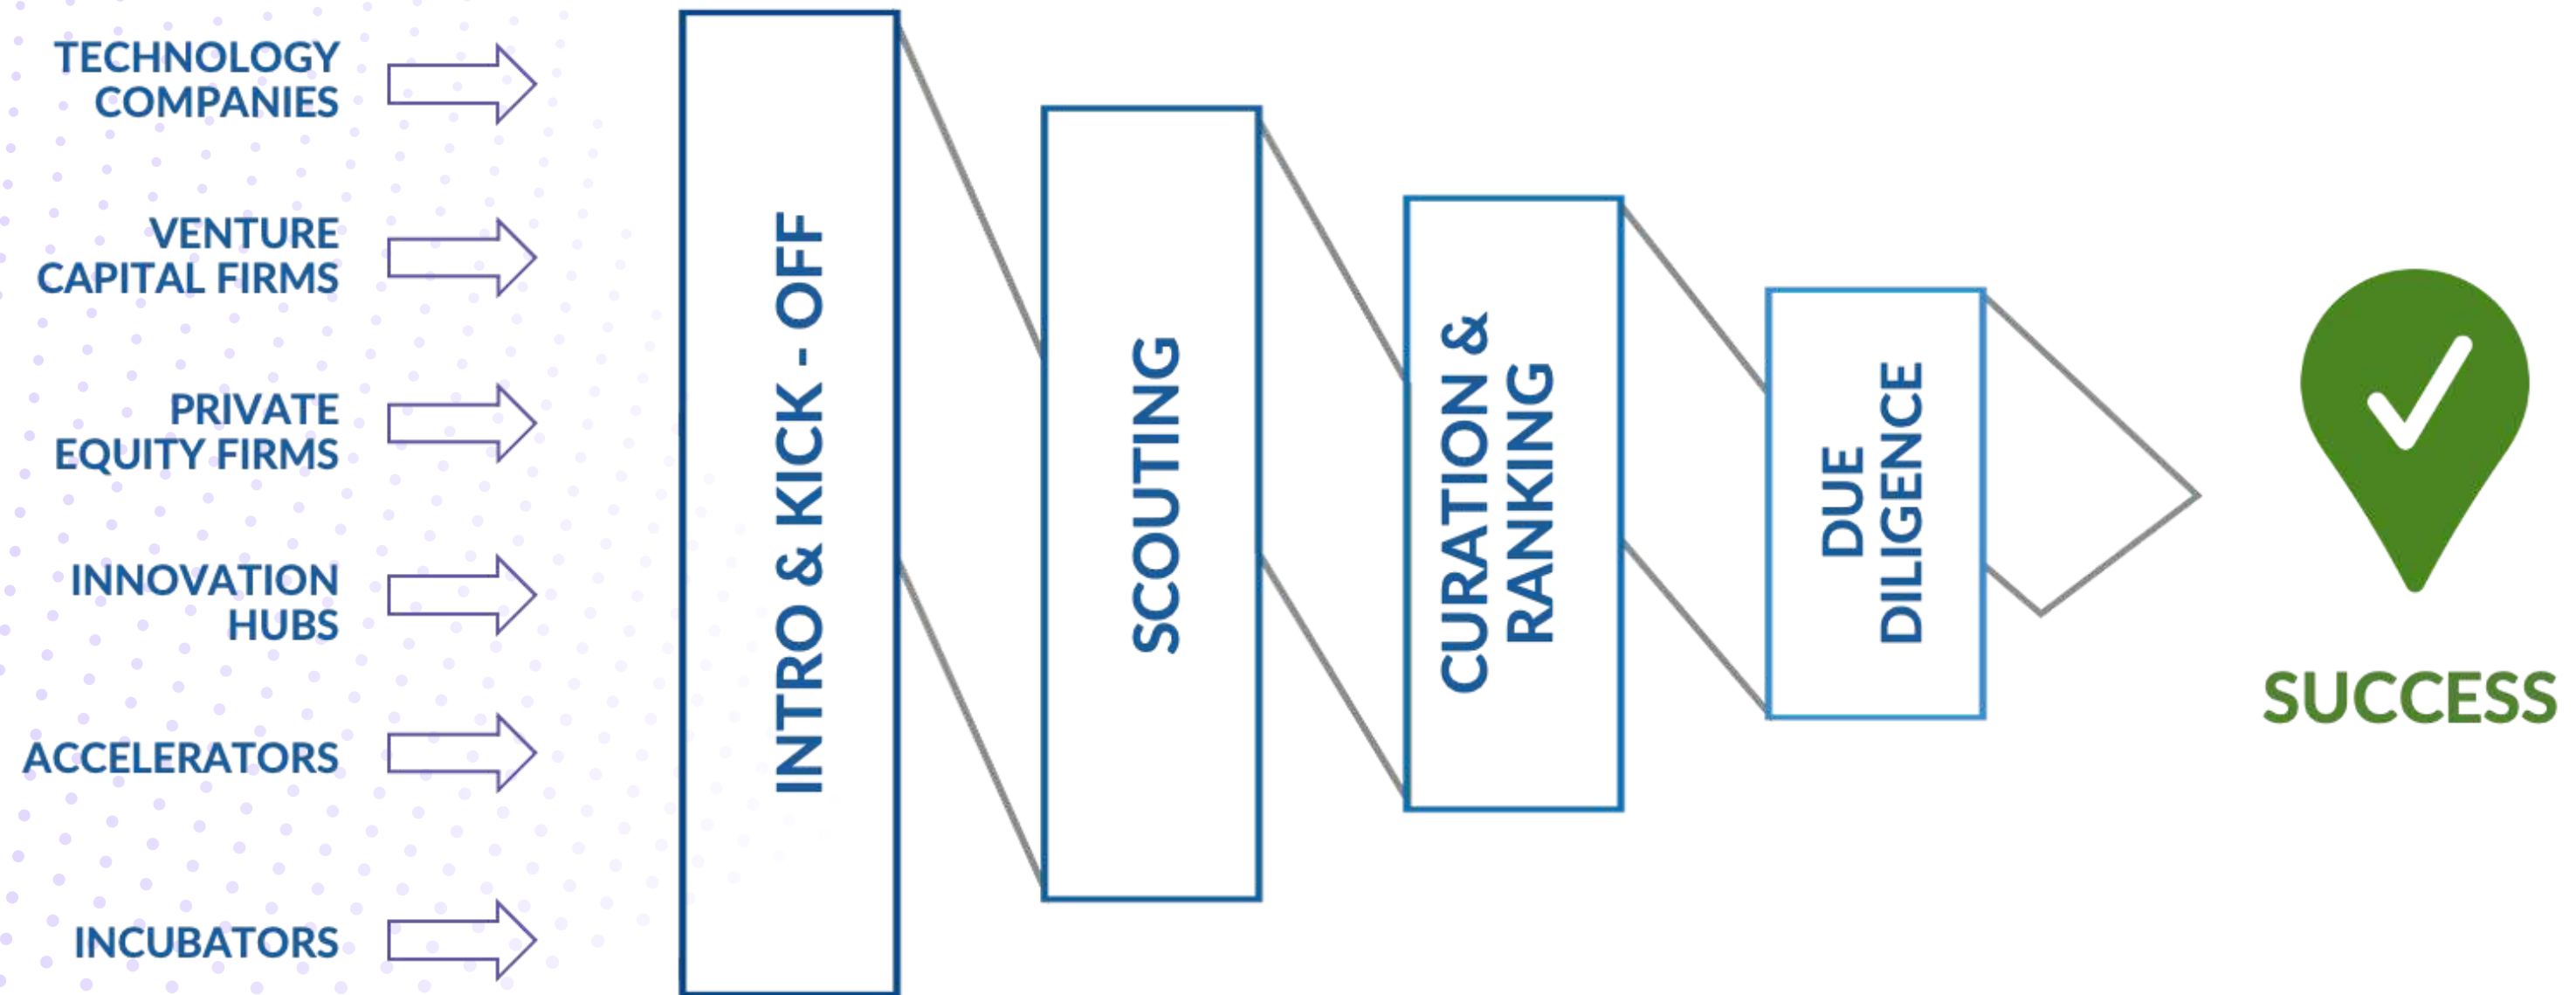 TECHNOLOGY
COMPANIES
VENTURE
CAPITAL FIRMS
PRIVATE
EQUITY FIRMS
INNOVATION
HUBS
ACCELERATORS
INCUBATORS
INTRO & KICK - OFF
SCOUTING
CURATION &
RANKING
DUE
DILIGENCE
SUCCESS